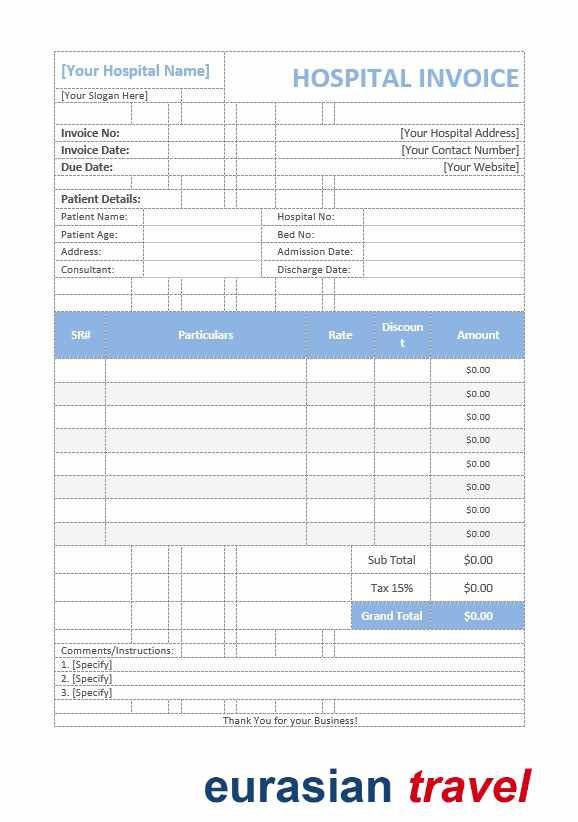 [Your Hospital Name]
HOSPITAL INVOICE
[Your Slogan Here]
Invoice No:
[Your Hospital Address]
Invoice Date:
[Your Contact Number]
Due Date:
[Your Website]
Patient Details:
Patient Name:
Hospital No:
Patient Age:
Bed No:
Address:
Admission Date:
Consultant:
Discharge Date:
SR#
Particulars
Rate
Discoun
t
Amount
$0.00
$0.00
$0.00
$0.00
$0.00
$0.00
$0.00
$0.00
Sub Total
$0.00
Tax 15%
$0.00
Grand Total
$0.00
Comments/Instructions:
1. [Specify]
2. [Specify]
3. [Specify]
Thank You for your Business!
eurasian travel